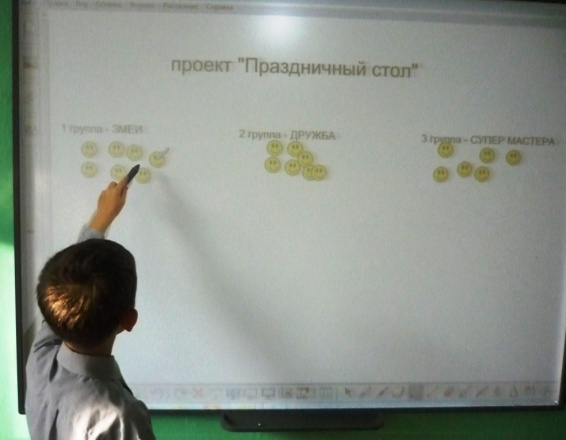 проект "Праздничный стол"
1 группа - ЗМЕИ
2 группа - ДРУЖБА
3 группа - СУПЕР МАСТЕРА